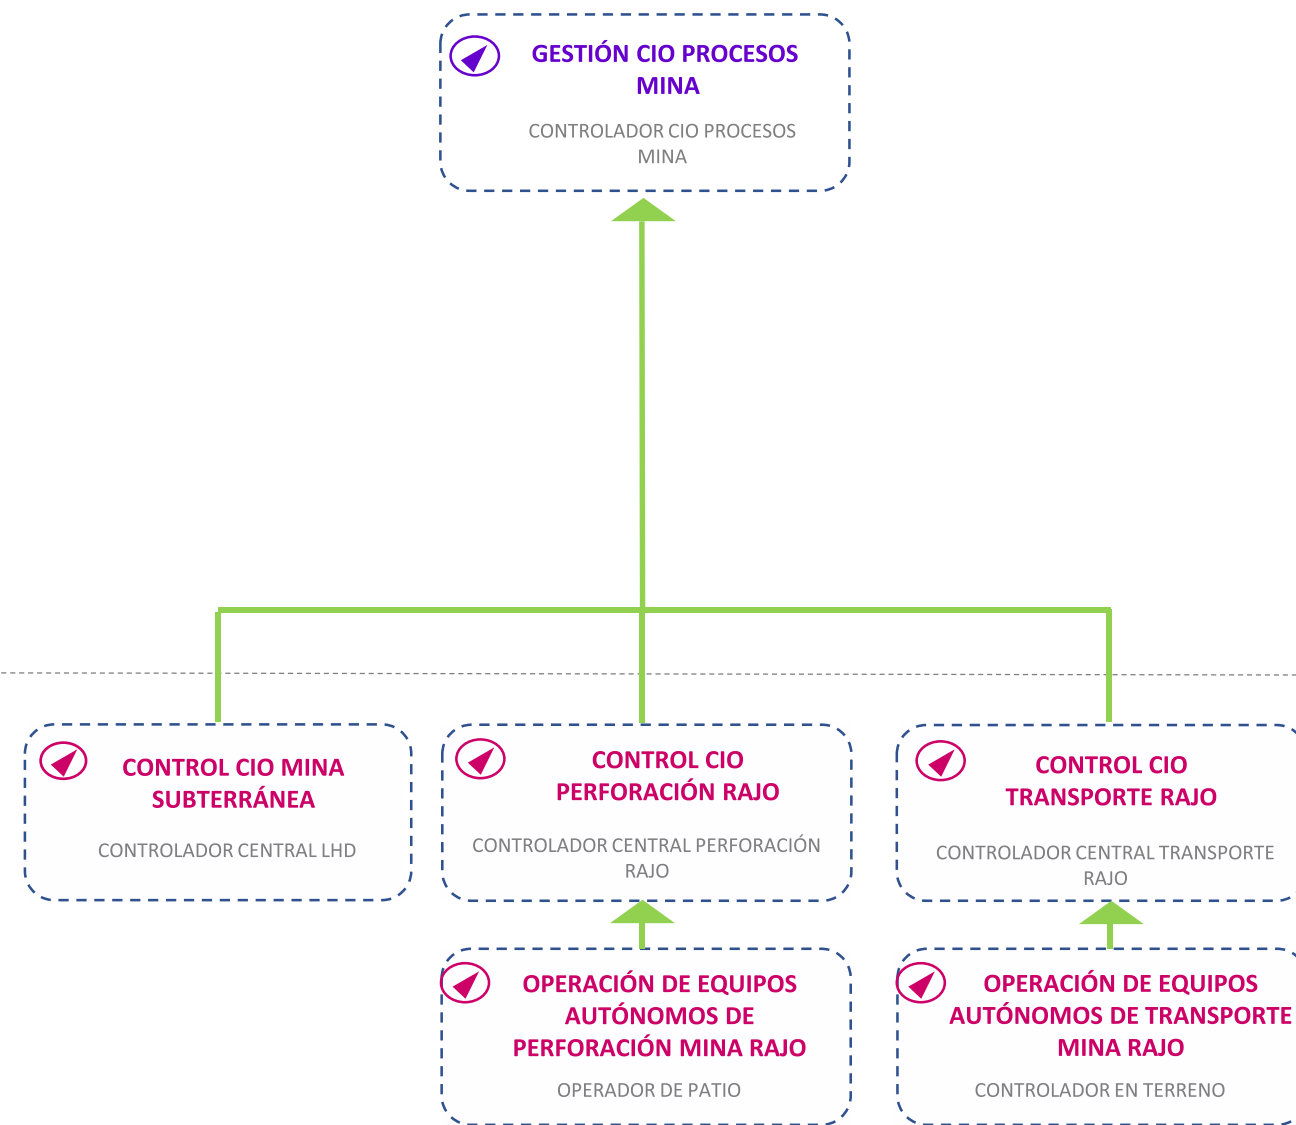 GESTIÓN CIO PROCESOS
MINA
CONTROLADOR CIO PROCESOS
MINA
CONTROL CIO MINA
SUBTERRÁNEA
CONTROLADOR CENTRAL LHD
CONTROL CIO
PERFORACIÓN RAJO
CONTROLADOR CENTRAL PERFORACIÓN
RAJO
CONTROL CIO
TRANSPORTE RAJO
CONTROLADOR CENTRAL TRANSPORTE
RAJO
OPERACIÓN DE EQUIPOS
AUTÓNOMOS DE
PERFORACIÓN MINA RAJO
OPERADOR DE PATIO
OPERACIÓN DE EQUIPOS
AUTÓNOMOS DE TRANSPORTE
MINA RAJO
CONTROLADOR EN TERRENO